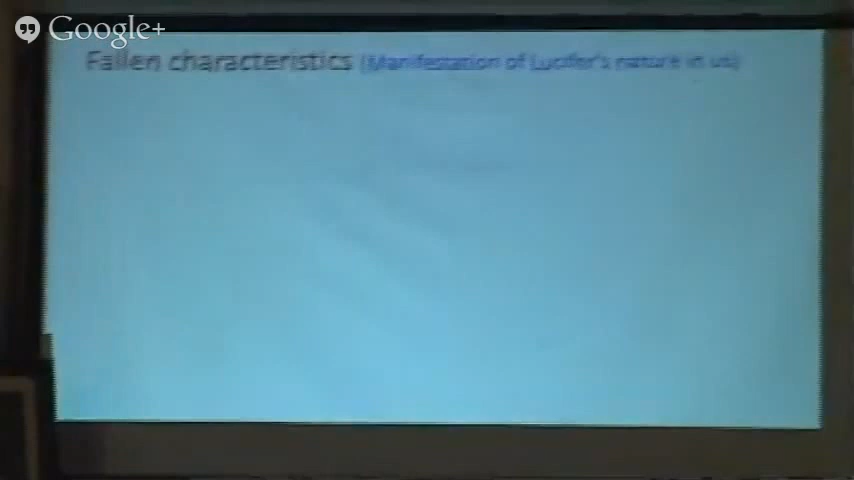 Google+
Fallen characteristics (Manifestation of Lucifer's nature in us)